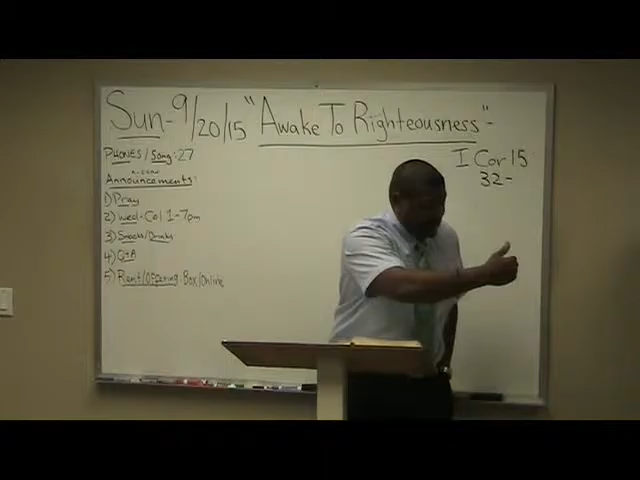 Sun-9/20/15 "Awake To Righteousness"-
I Cor 15
32-
PHONES/Song:27
Announcements:
1) Pray
2) Wed-Col 1-7pm
3) Snacks/Drinks
4) Q+A
5) Rent/Offering: Box/Online